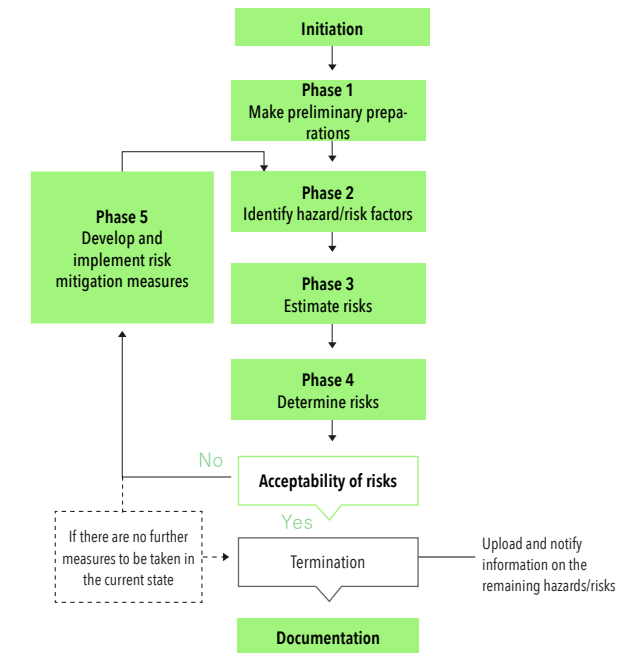 Initiation
Phase 1
Make preliminary prepa-
rations
Phase 2
Identify hazard/risk factors
Phase 5
Develop and
implement risk
mitigation measures
Phase 3
Estimate risks
Phase 4
Determine risks
No
Acceptability of risks
Yes
If there are no further
measures to be taken in
the current state
Termination
Upload and notify
information on the
remaining hazards/risks
Documentation